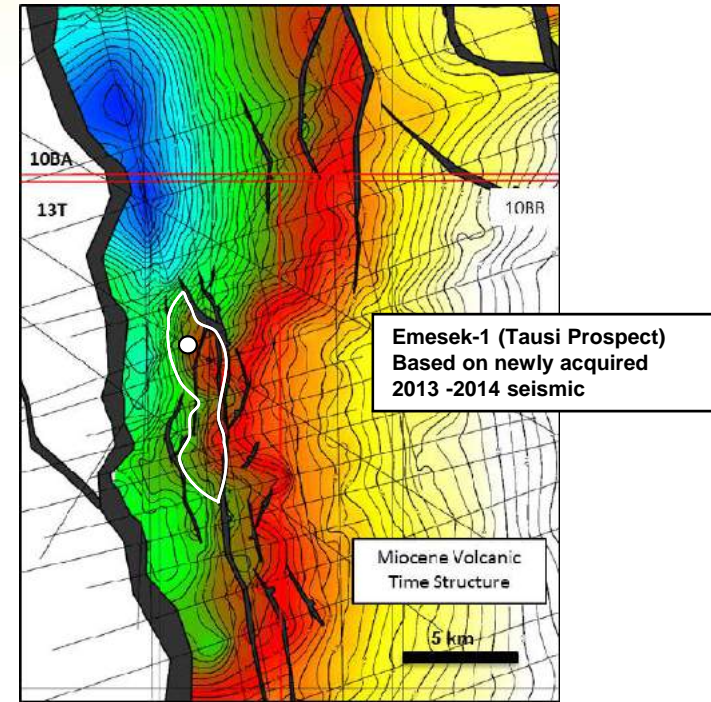 10BA
13T
10BB
Emesek-1 (Tausi Prospect)
Based on newly acquired
2013 -2014 seismic
Miocene Volcanic
Time Structure
5 km